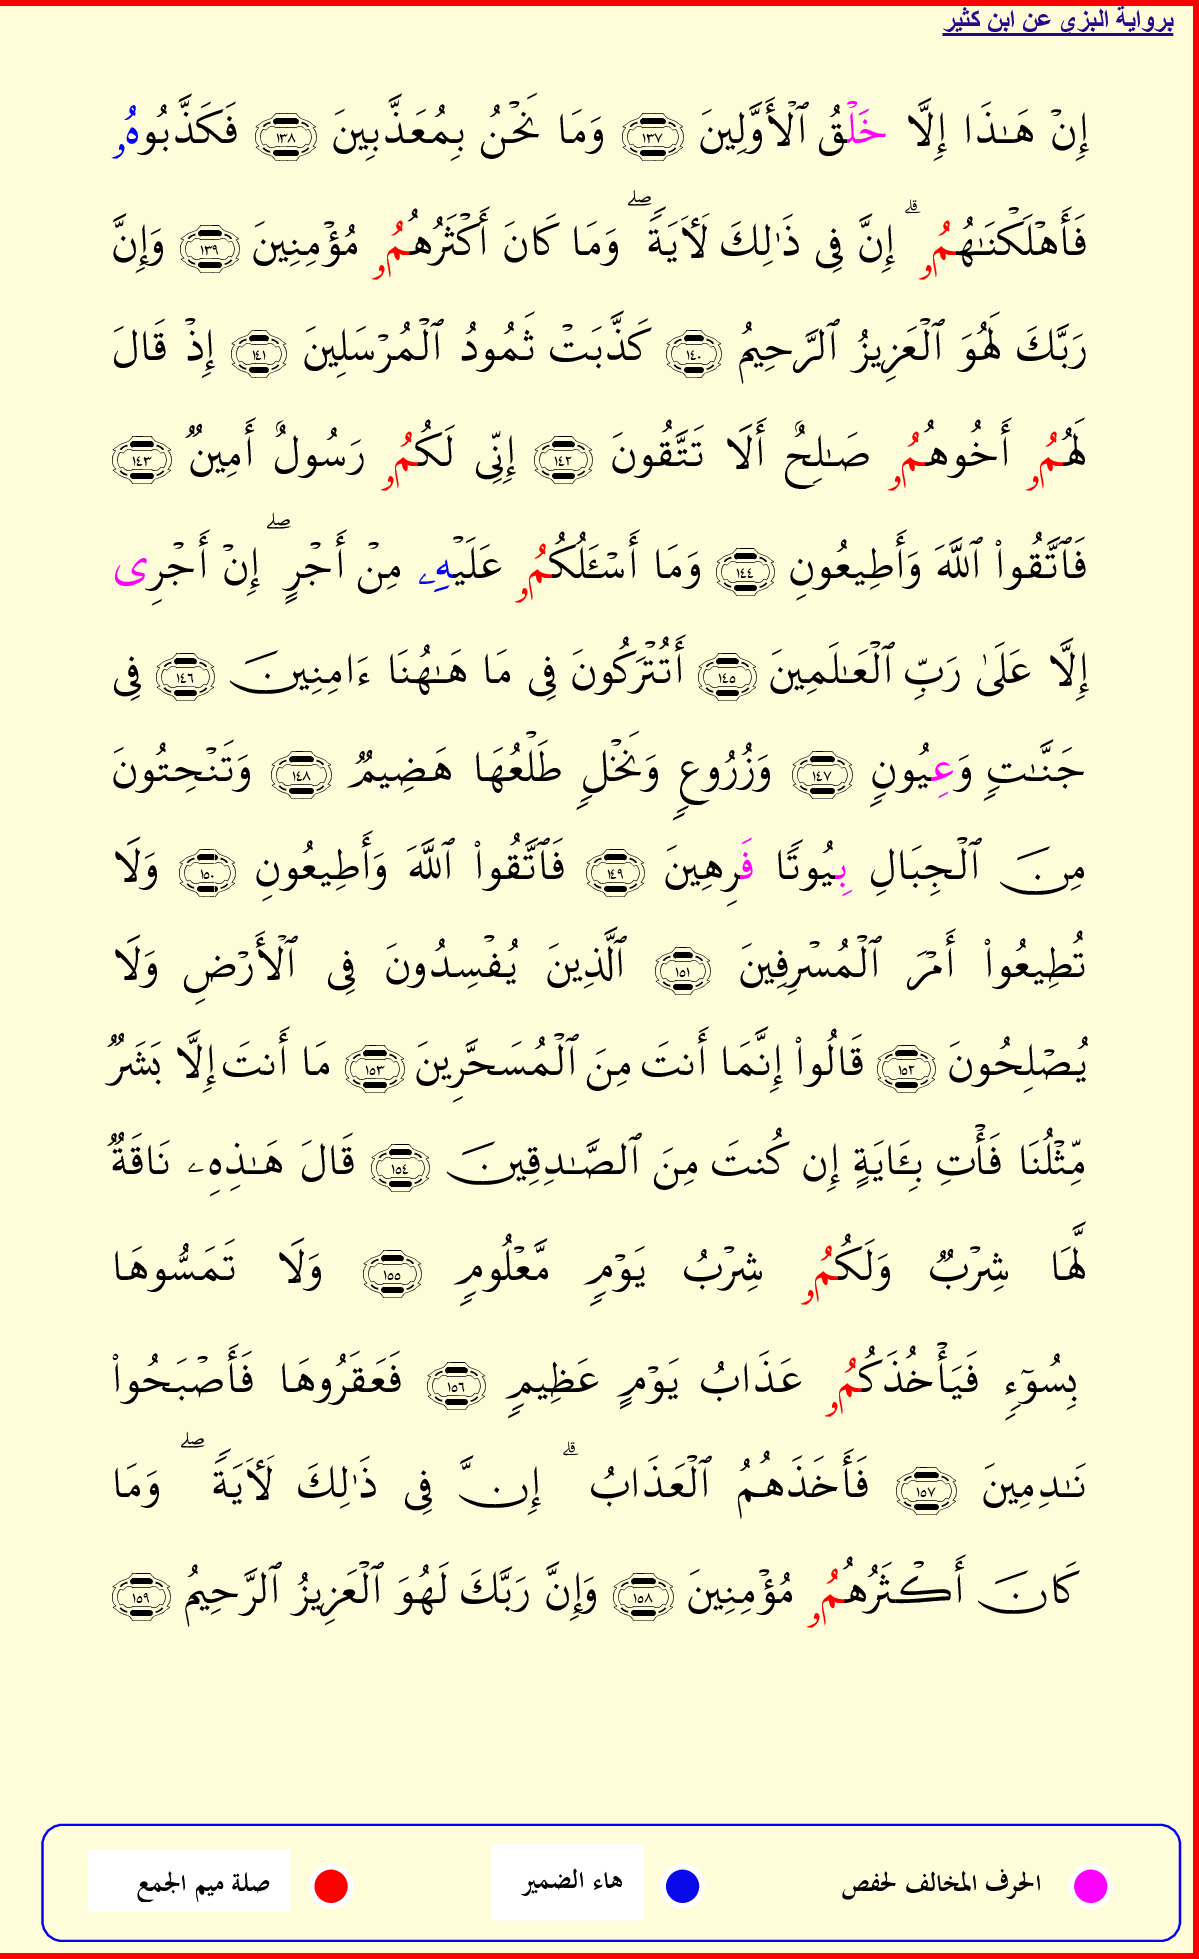 برواية البزى عن ابن كثير
إِنْ هَـٰذَا إِلَّا خَلْقُ ٱلْأَوَّلِينَ ١٣٧ وَمَا نَحْنُ بِمُعَذَّبِينَ ١٣٨ فَكَذَّبُوهُۥ
فَأَهْلَكْنَـٰهُمُۥ ۗ إِنَّ فِى ذَٰلِكَ لَـَٔايَةً ۖ وَمَا كَانَ أَكْثَرُهُمُۥ مُؤْمِنِينَ ١٣٩ وَإِنَّ
رَبَّكَ لَهُوَ ٱلْعَزِيزُ ٱلرَّحِيمُ ١٤٠ كَذَّبَتْ ثَمُودُ ٱلْمُرْسَلِينَ ١٤١ إِذْ قَالَ
لَهُمُۥ أَخُوهُمُۥ صَـٰلِحٌ أَلَا تَتَّقُونَ ١٤٢ إِنِّى لَكُمُۥ رَسُولٌ أَمِينٌ ١٤٣
فَٱتَّقُوا۟ ٱللَّهَ وَأَطِيعُونِ ١٤٤ وَمَا أَسْـَٔلُكُمُۥ عَلَيْهِۦ مِنْ أَجْرٍ ۖ إِنْ أَجْرِى
إِلَّا عَلَىٰ رَبِّ ٱلْعَـٰلَمِينَ ١٤٥ أَتُتْرَكُونَ فِى مَا هَـٰهُنَا ءَامِنِينَ ١٤٦ فِى
جَنَّـٰتٍ وَعِيُونٍ ١٤٧ وَزُرُوعٍ وَنَخْلٍ طَلْعُهَا هَضِيمٌ ١٤٨ وَتَنْحِتُونَ
مِنَ ٱلْجِبَالِ بِيُوتًا فَرِهِينَ ١٤٩ فَٱتَّقُوا۟ ٱللَّهَ وَأَطِيعُونِ ١٥٠ وَلَا
تُطِيعُوا۟ أَمْرَ ٱلْمُسْرِفِينَ ١٥١ ٱلَّذِينَ يُفْسِدُونَ فِى ٱلْأَرْضِ وَلَا
يُصْلِحُونَ ١٥٢ قَالُوا۟ إِنَّمَا أَنتَ مِنَ ٱلْمُسَحَّرِينَ ١٥٣ مَا أَنتَ إِلَّا بَشَرٌ
مِّثْلُنَا فَأْتِ بِـَٔايَةٍ إِن كُنتَ مِنَ ٱلصَّـٰدِقِينَ ١٥٤ قَالَ هَـٰذِهِۦ نَاقَةٌ
لَّهَا شِرْبٌ وَلَكُمُۥ شِرْبُ يَوْمٍ مَّعْلُومٍ ١٥٥ وَلَا تَمَسُّوهَا
بِسُوٓءٍ فَيَأْخُذَكُمُۥ عَذَابُ يَوْمٍ عَظِيمٍ ١٥٦ فَعَقَرُوهَا فَأَصْبَحُوا۟
نَـٰدِمِينَ ١٥٧ فَأَخَذَهُمُ ٱلْعَذَابُ ۗ إِنَّ فِى ذَٰلِكَ لَـَٔايَةً ۖ وَمَا
كَانَ أَكْثَرُهُمُۥ مُؤْمِنِينَ ١٥٨ وَإِنَّ رَبَّكَ لَهُوَ ٱلْعَزِيزُ ٱلرَّحِيمُ ١٥٩
الحرف المخالف لحفص هاء الضمير صلة ميم الجمع